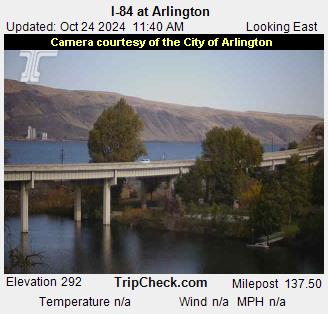 I-84 at Arlington
Updated: Oct 24 2024 11:40 AM Looking East
Camera courtesy of the City of Arlington
Elevation 292 TripCheck.com Milepost 137.50
Temperature n/a Wind n/a MPH n/a